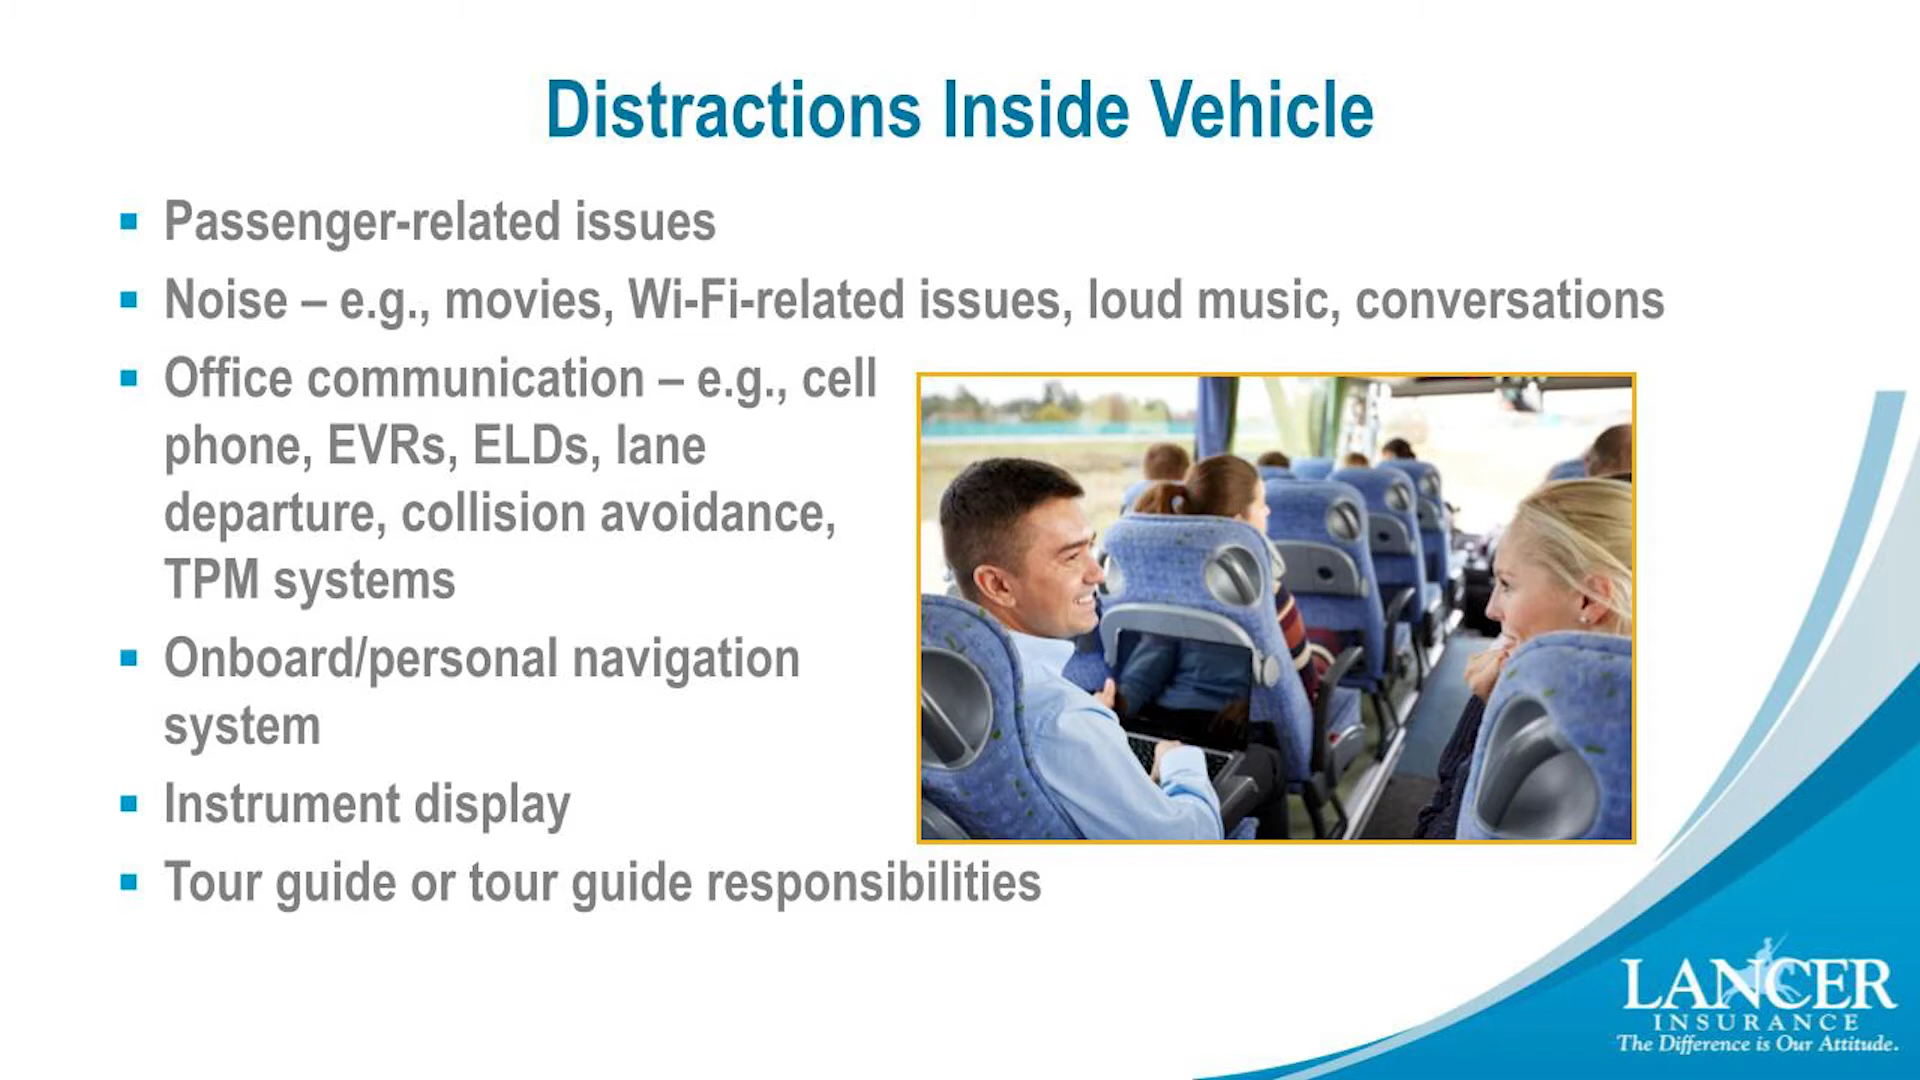 Distractions Inside Vehicle
Passenger-related issues
Noise – e.g., movies, Wi-Fi-related issues, loud music, conversations
Office communication – e.g., cell
phone, EVRs, ELDs, lane
departure, collision avoidance,
TPM systems
Onboard/personal navigation
system
Instrument display
Tour guide or tour guide responsibilities
LANCER
INSURANCE
The Difference is Our Attitude.